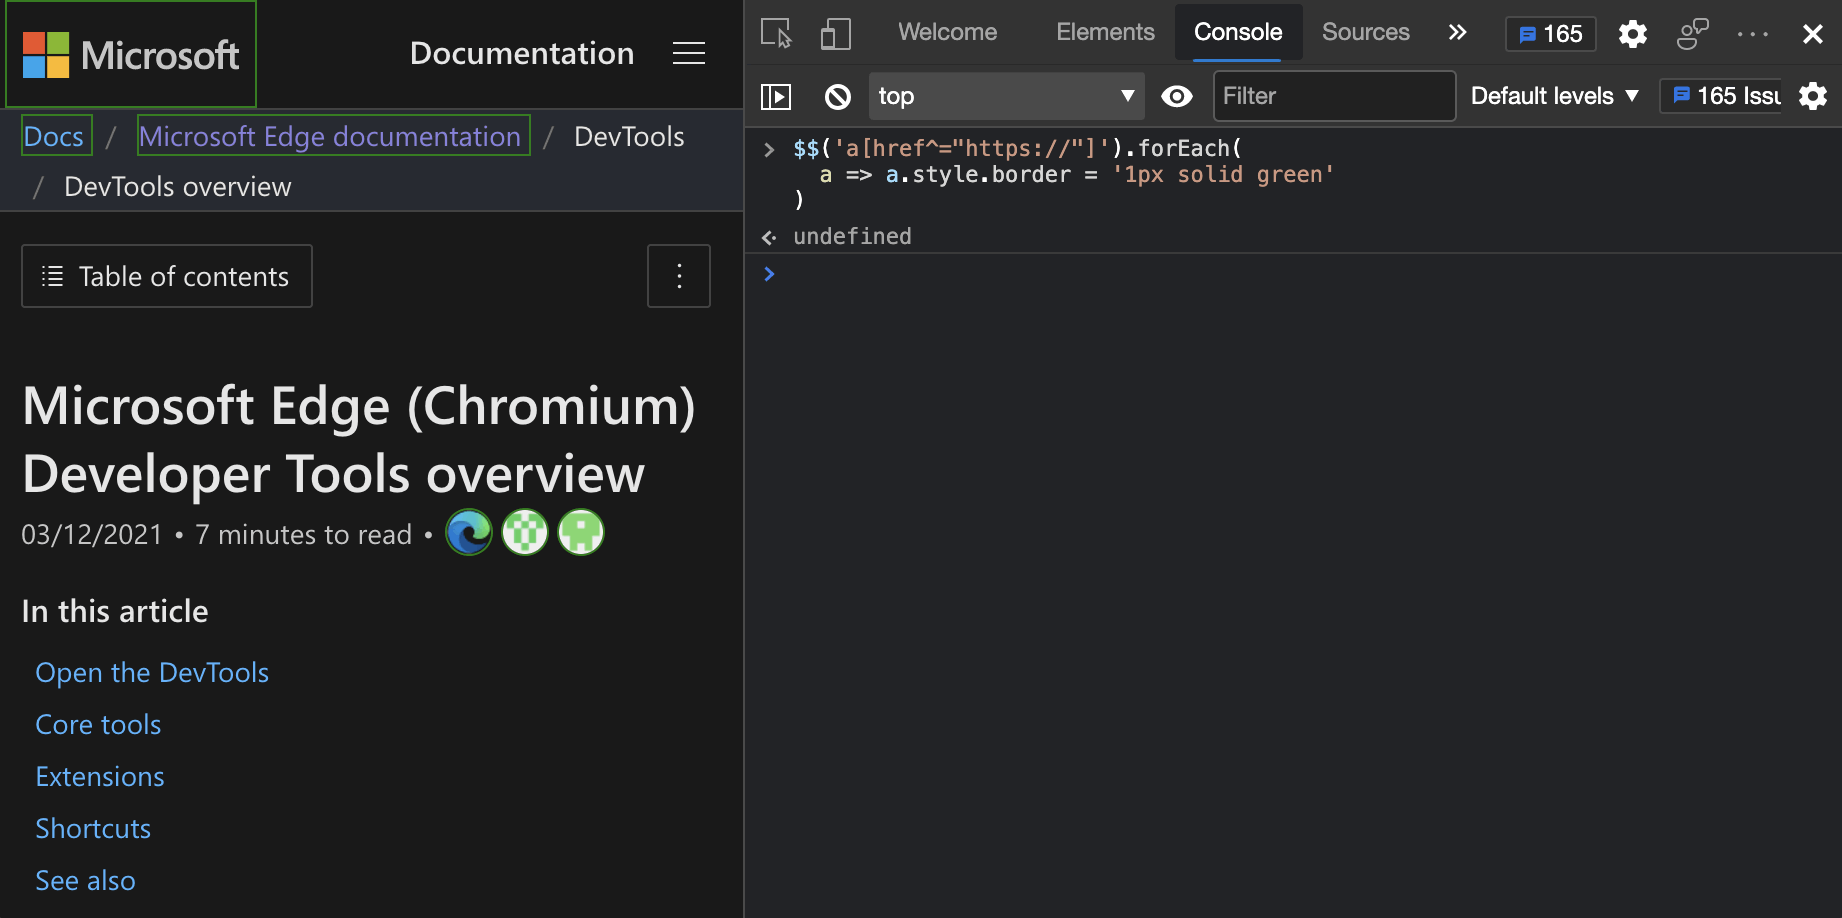 Microsoft
Documentation
Docs / Microsoft Edge documentation / DevTools
/ DevTools overview
Table of contents
Microsoft Edge (Chromium)
Developer Tools overview
03/12/2021 • 7 minutes to read •
In this article
Open the DevTools
Core tools
Extensions
Shortcuts
See also
Welcome Elements Console Sources » 165
top Filter Default levels 165 Issu
> $$('a[href^="https://"]').forEach(
a => a.style.border = '1px solid green'
)
undefined
>